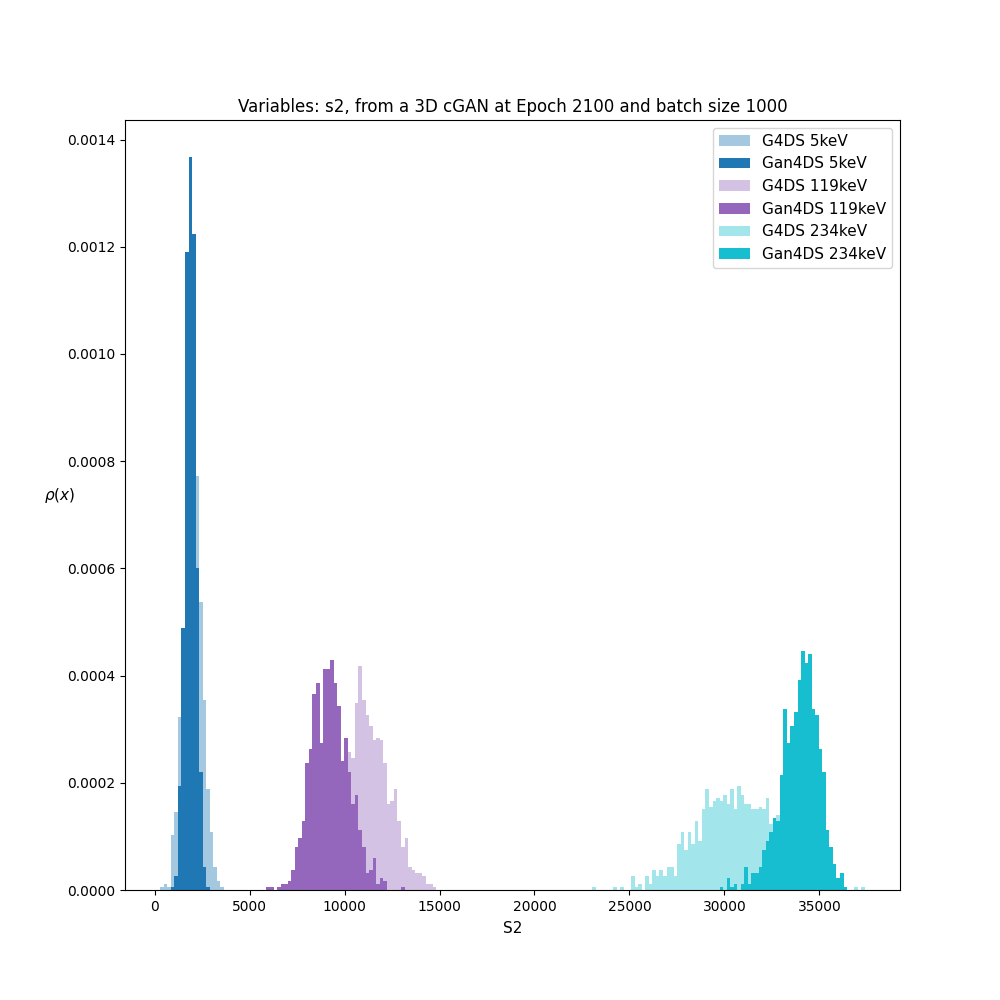 Variables: s2, from a 3D cGAN at Epoch 2100 and batch size 1000
G4DS 5keV
Gan4DS 5keV
G4DS 119keV
Gan4DS 119keV
G4DS 234keV
Gan4DS 234keV
0.0014
0.0012
0.0010
0.0008
ρ(x)
0.0006
0.0004
0.0002
0.0000
0 5000 10000 15000 20000 25000 30000 35000
S2